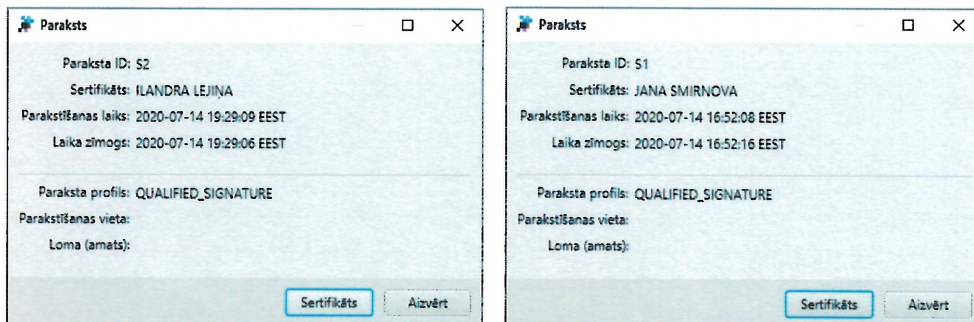 Paraksts
Paraksta ID: S2
Sertifikāts: ILANDRA LEJIŅA
Parakstīšanas laiks: 2020-07-14 19:29:09 EEST
Laika zīmogs: 2020-07-14 19:29:06 EEST
Paraksta profils: QUALIFIED_SIGNATURE
Parakstīšanas vieta:
Loma (amats):
Sertifikāts Aizvērt
Paraksts
Paraksta ID: S1
Sertifikāts: JANA SMIRNOVA
Parakstīšanas laiks: 2020-07-14 16:52:08 EEST
Laika zīmogs: 2020-07-14 16:52:16 EEST
Paraksta profils: QUALIFIED_SIGNATURE
Parakstīšanas vieta:
Loma (amats):
Sertifikāts Aizvērt